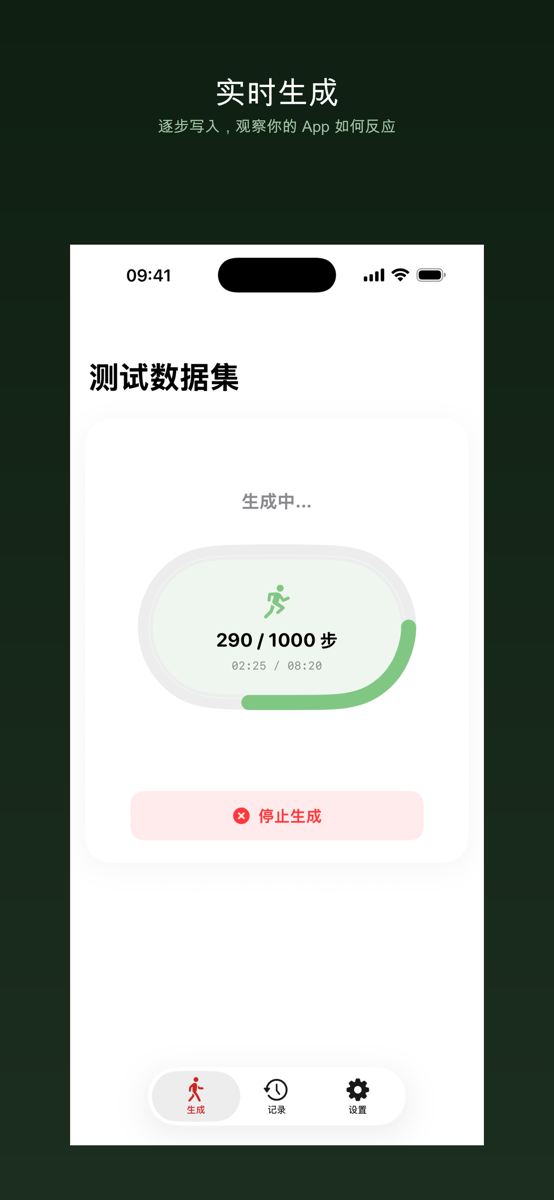 实时生成
逐步写入，观察你的 App 如何反应
09:41
测试数据集
生成中...
290 / 1000 步
02:25 / 08:20
停止生成
生成
记录
设置